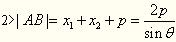 2>| AB |= x₁ + x₂ + p = 2p / sin θ